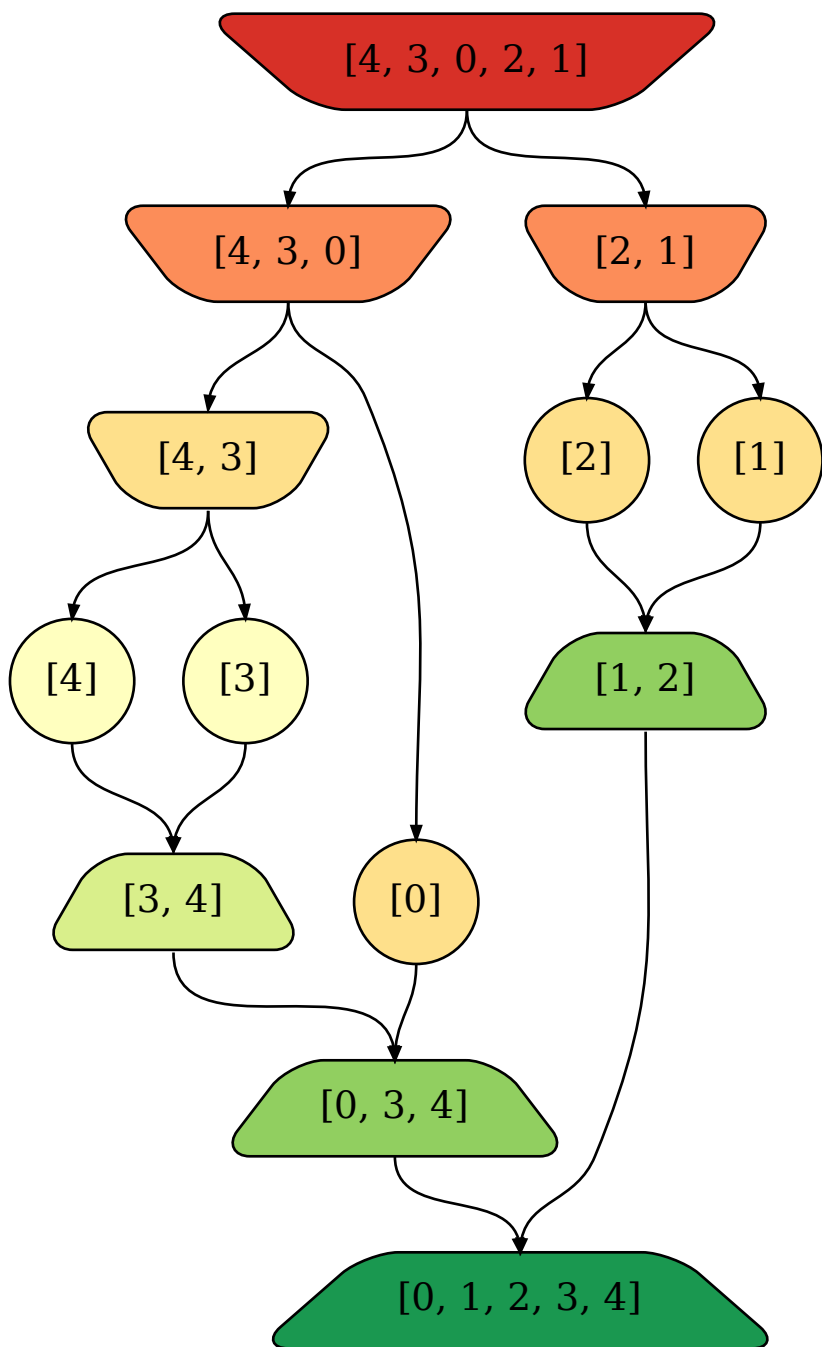 [4, 3, 0, 2, 1]
[4, 3, 0]
[2, 1]
[4, 3]
[2]
[1]
[4]
[3]
[1, 2]
[3, 4]
[0]
[0, 3, 4]
[0, 1, 2, 3, 4]